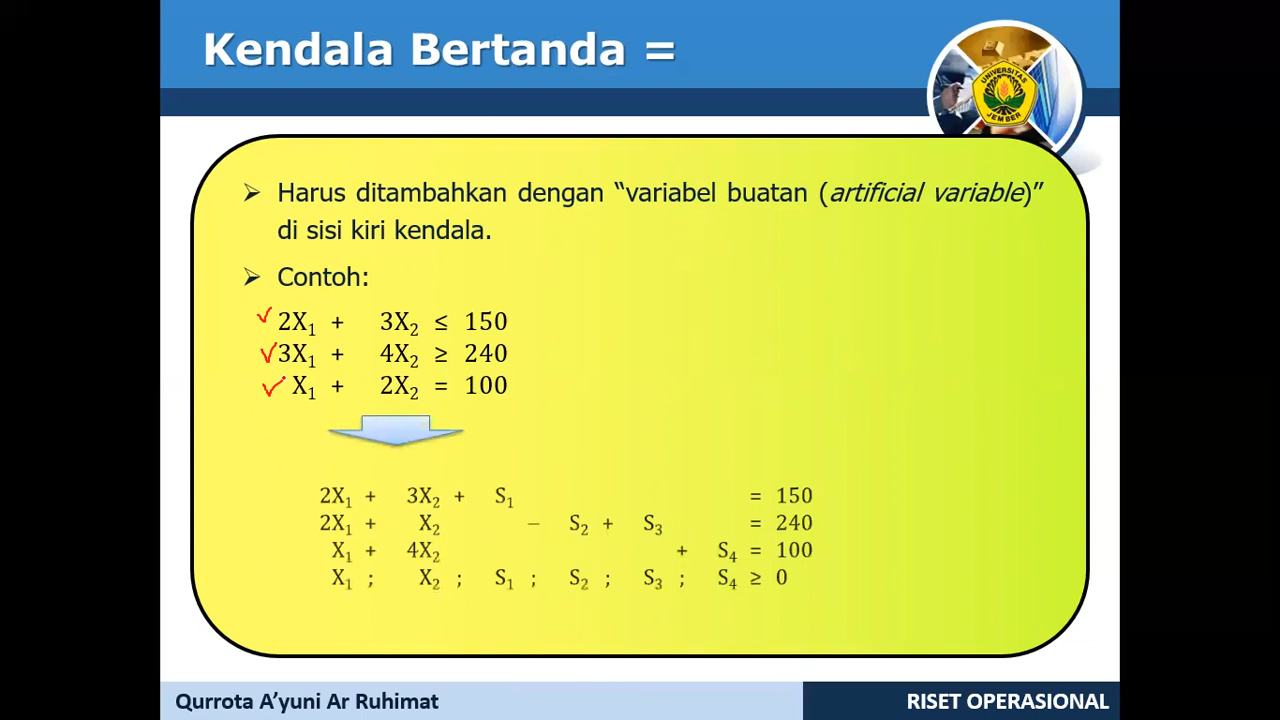 Kendala Bertanda =
UNIVERSITAS
JEMBER
➢ Harus ditambahkan dengan “variabel buatan (artificial variable)”
di sisi kiri kendala.
➢ Contoh:
✓ 2X₁ + 3X₂ ≤ 150
✓ 3X₁ + 4X₂ ≥ 240
✓ X₁ + 2X₂ = 100
2X₁ + 3X₂ + S₁ = 150
2X₁ + X₂ − S₂ + S₃ = 240
X₁ + 4X₂ + S₄ = 100
X₁ ; X₂ ; S₁ ; S₂ ; S₃ ; S₄ ≥ 0
Qurrota A’yuni Ar Ruhimat
RISET OPERASIONAL